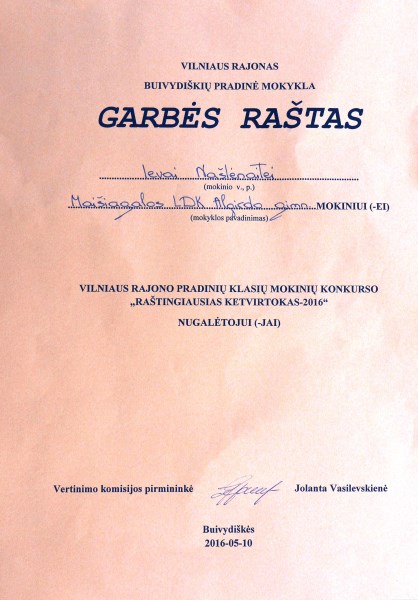 VILNIAUS RAJONAS
BUIVYDIŠKIŲ PRADINĖ MOKYKLA
GARBĖS RAŠTAS
Ievai Našlėnaitei
(mokinio v., p.)
Maišiagalos LDK Algirdo gimn. MOKINIUI (-EI)
(mokyklos pavadinimas)
VILNIAUS RAJONO PRADINIŲ KLASIŲ MOKINIŲ KONKURSO
„RAŠTINGIAUSIAS KETVIRTOKAS-2016“
NUGALĖTOJUI (-JAI)
Vertinimo komisijos pirmininkė Jolanta Vasilevskienė
Buivydiškės
2016-05-10